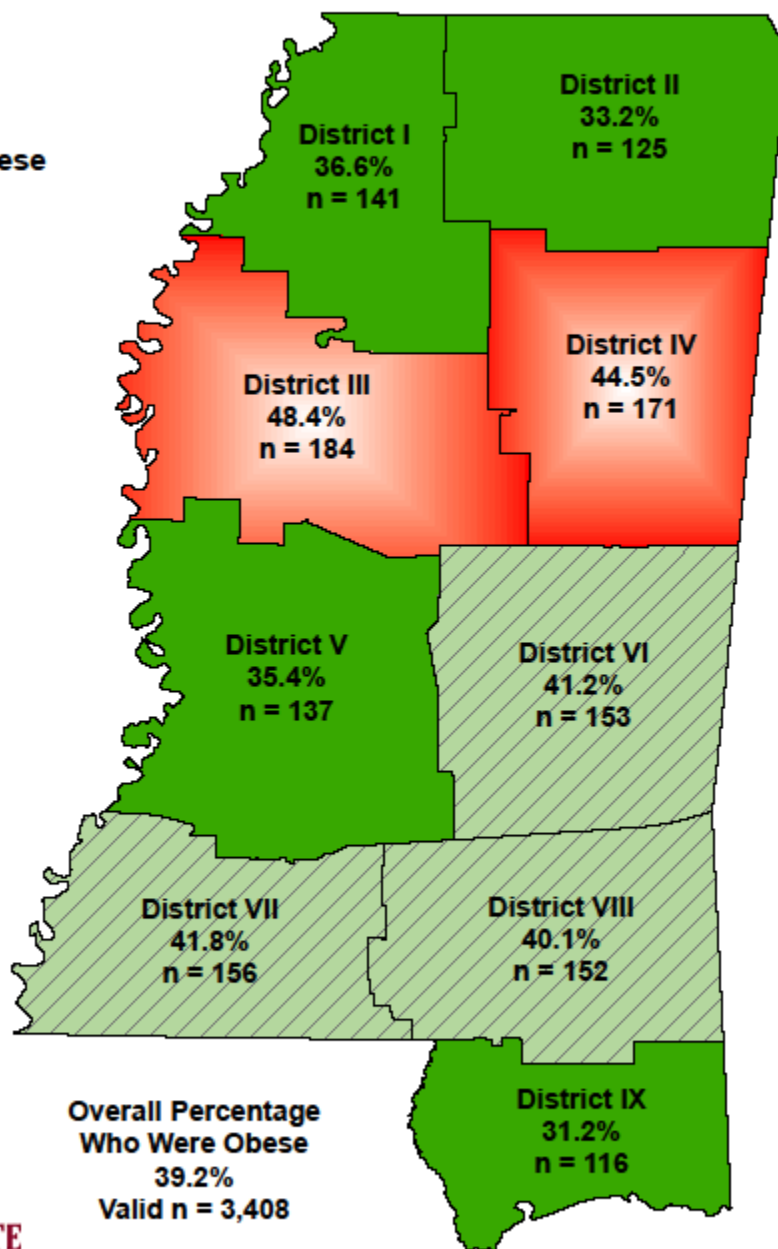 District I
36.6%
n = 141
District II
33.2%
n = 125
District III
48.4%
n = 184
District IV
44.5%
n = 171
District V
35.4%
n = 137
District VI
41.2%
n = 153
District VII
41.8%
n = 156
District VIII
40.1%
n = 152
District IX
31.2%
n = 116
Overall Percentage
Who Were Obese
39.2%
Valid n = 3,408